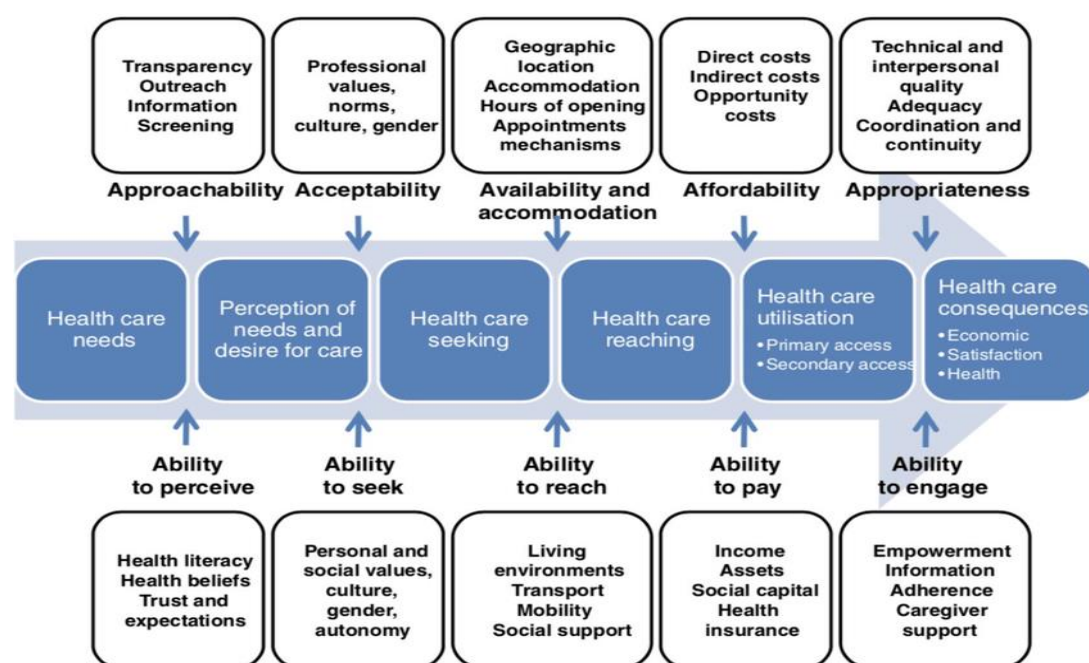 Transparency
Outreach
Information
Screening
Professional
values,
norms,
culture, gender
Geographic
location
Accommodation
Hours of opening
Appointments
mechanisms
Direct costs
Indirect costs
Opportunity
costs
Technical and
interpersonal
quality
Adequacy
Coordination and
continuity
Approachability
Acceptability
Availability and
accommodation
Affordability
Appropriateness
Health care
needs
Perception of
needs and
desire for care
Health care
seeking
Health care
reaching
Health care
utilisation
• Primary access
• Secondary access
Health care
consequences
• Economic
• Satisfaction
• Health
Ability
to perceive
Ability
to seek
Ability
to reach
Ability
to pay
Ability
to engage
Health literacy
Health beliefs
Trust and
expectations
Personal and
social values,
culture,
gender,
autonomy
Living
environments
Transport
Mobility
Social support
Income
Assets
Social capital
Health
insurance
Empowerment
Information
Adherence
Caregiver
support